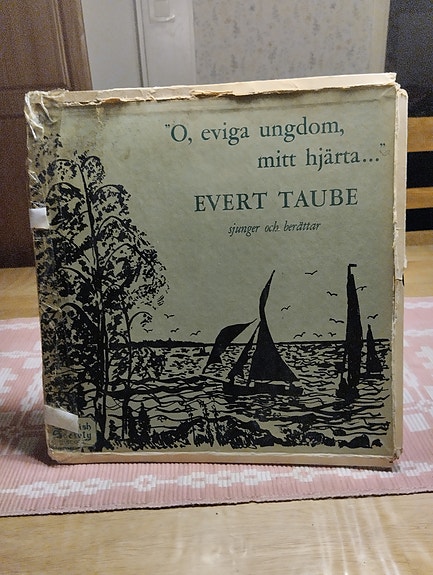 "O, eviga ungdom,
mitt hjärta..."
EVERT TAUBE
sjunger och berättar